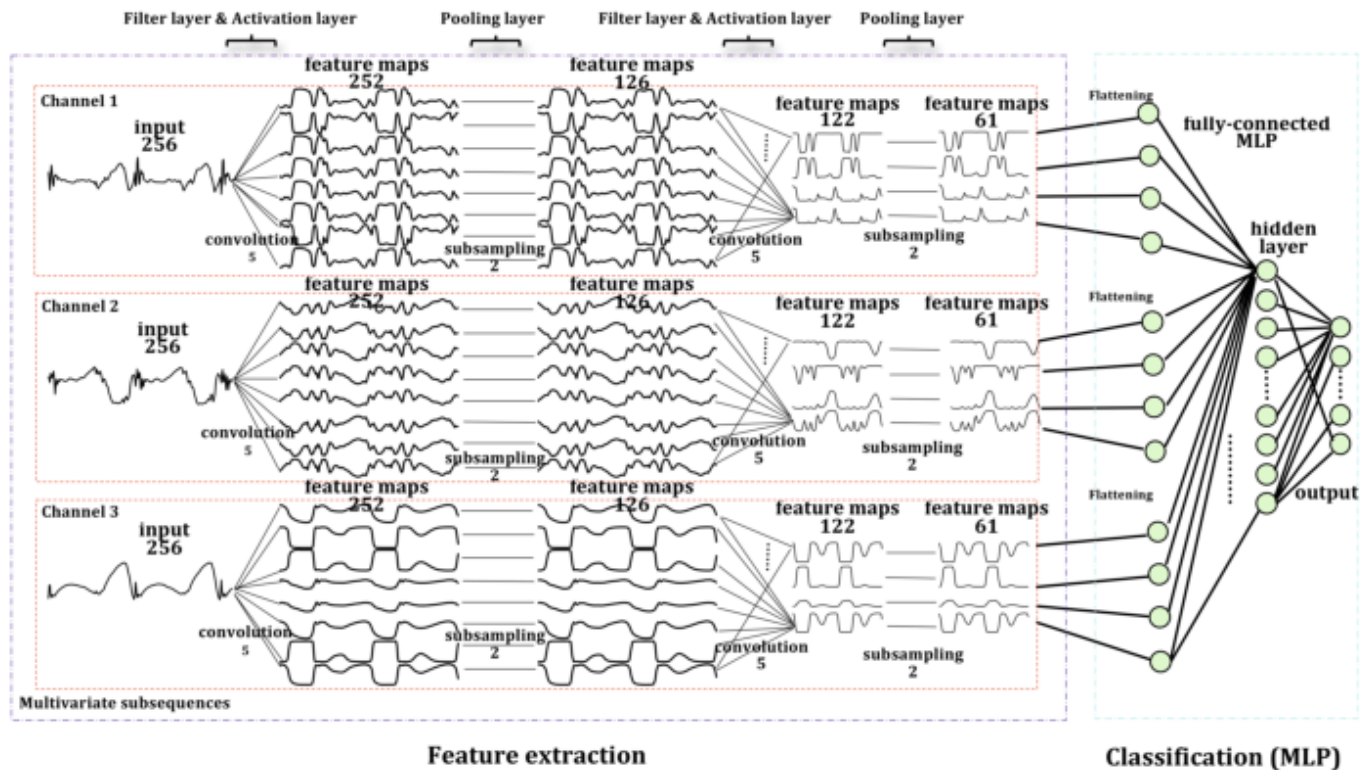 Filter layer & Activation layer
Pooling layer
Filter layer & Activation layer
Pooling layer
Channel 1
input
256
feature maps
252
convolution
5
subsampling
2
feature maps
126
convolution
5
feature maps
122
subsampling
2
feature maps
61
Flattening
Channel 2
input
256
feature maps
252
convolution
5
subsampling
2
feature maps
126
convolution
5
feature maps
122
subsampling
2
feature maps
61
Flattening
Channel 3
input
256
feature maps
252
convolution
5
subsampling
2
feature maps
126
convolution
5
feature maps
122
subsampling
2
feature maps
61
Flattening
Multivariate subsequences
fully-connected
MLP
hidden
layer
output
Feature extraction
Classification (MLP)